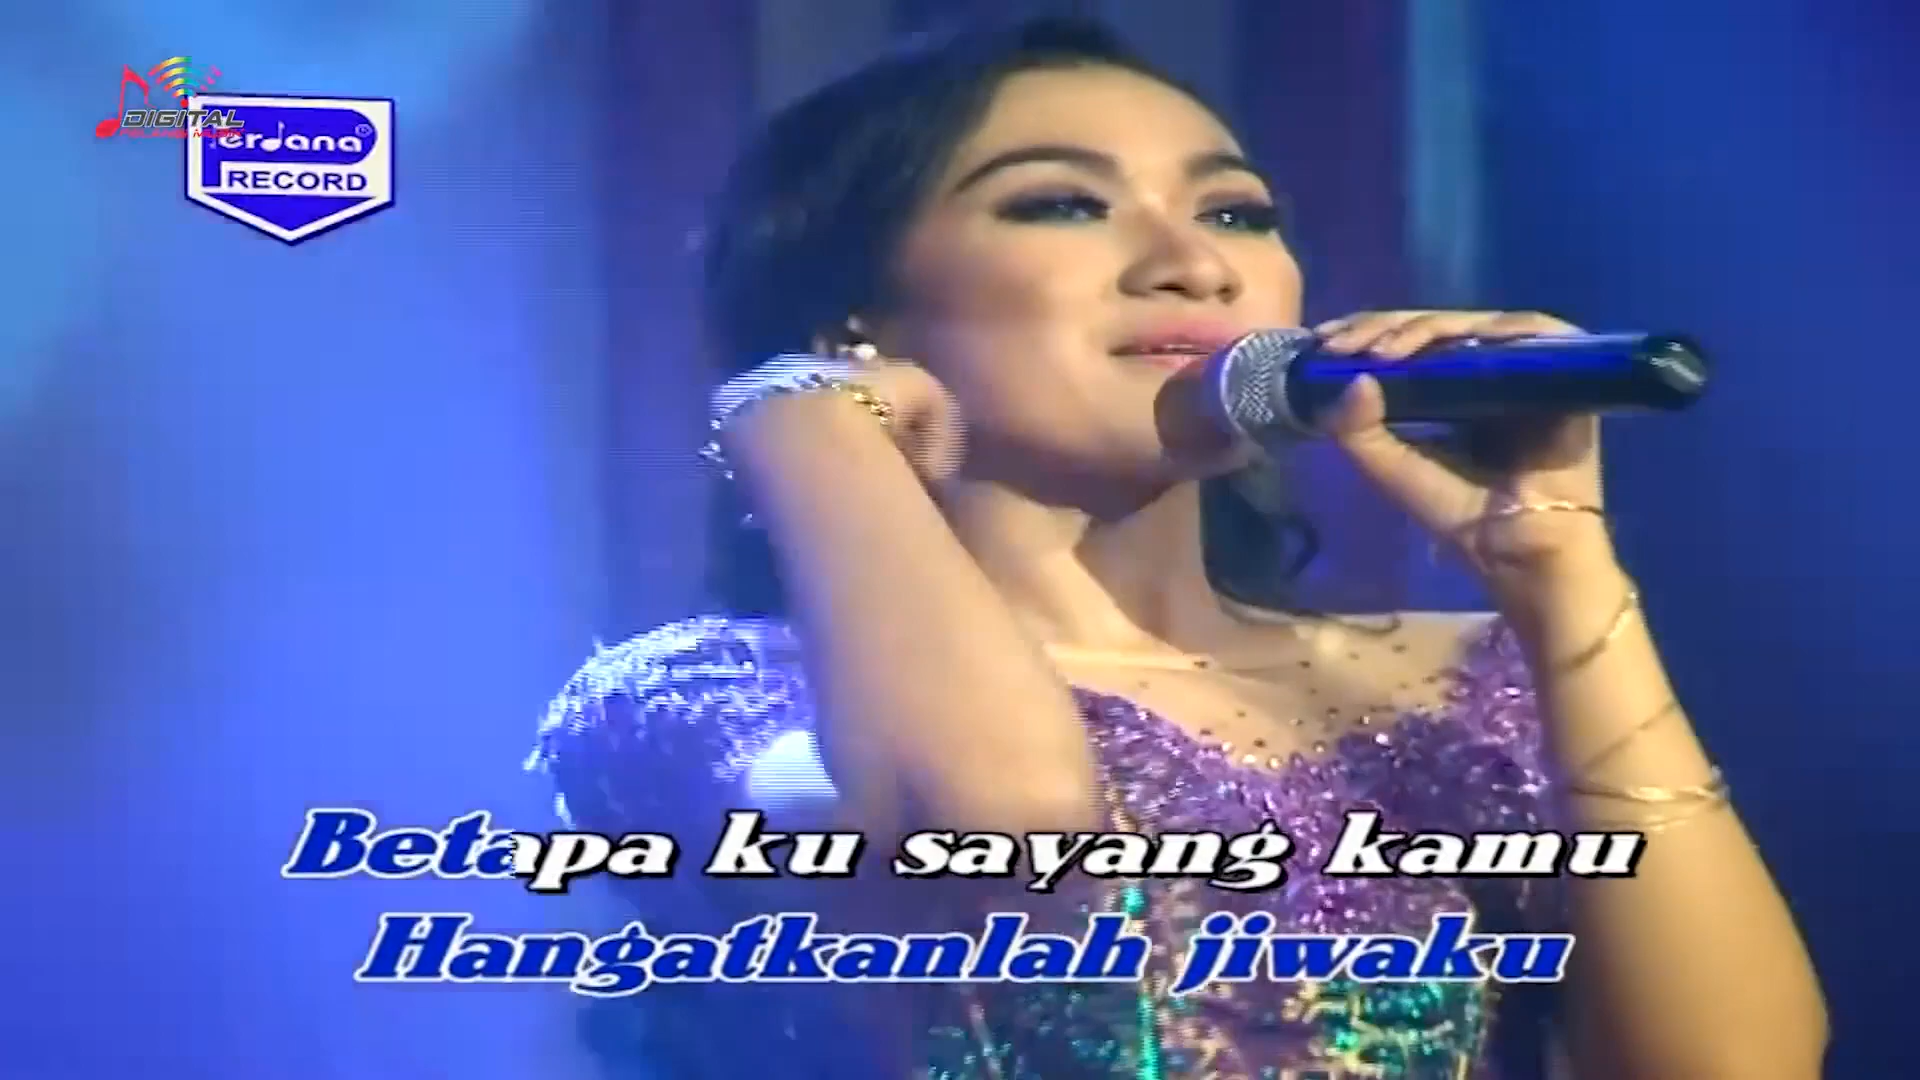 DIGITAL
Perdana
RECORD
Betapa ku sayang kamu
Hangatkanlah jiwaku